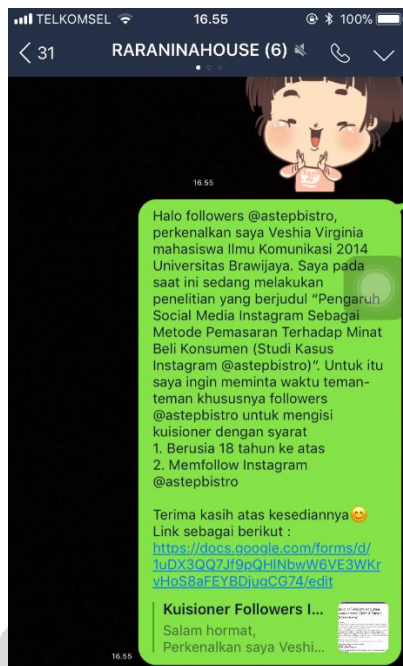 TELKOMSEL 16.55 100%
31 RARANINAHOUSE (6)
16.55
Halo followers @astepbistro,
perkenalkan saya Veshia Virginia
mahasiswa Ilmu Komunikasi 2014
Universitas Brawijaya. Saya pada
saat ini sedang melakukan
penelitian yang berjudul “Pengaruh
Social Media Instagram Sebagai
Metode Pemasaran Terhadap Minat
Beli Konsumen (Studi Kasus
Instagram @astepbistro)”. Untuk itu
saya ingin meminta waktu teman-
teman khususnya followers
@astepbistro untuk mengisi
kuisioner dengan syarat
1. Berusia 18 tahun ke atas
2. Memfollow Instagram
@astepbistro
Terima kasih atas kesediannya😊
Link sebagai berikut :
https://docs.google.com/forms/d/
1uDX3QQ7Jf9pQHlNbwW6VE3WKr
vHoS8aFEYBDjugCG74/edit
Kuisioner Followers I...
Salam hormat,
Perkenalkan saya Veshi...
16.55